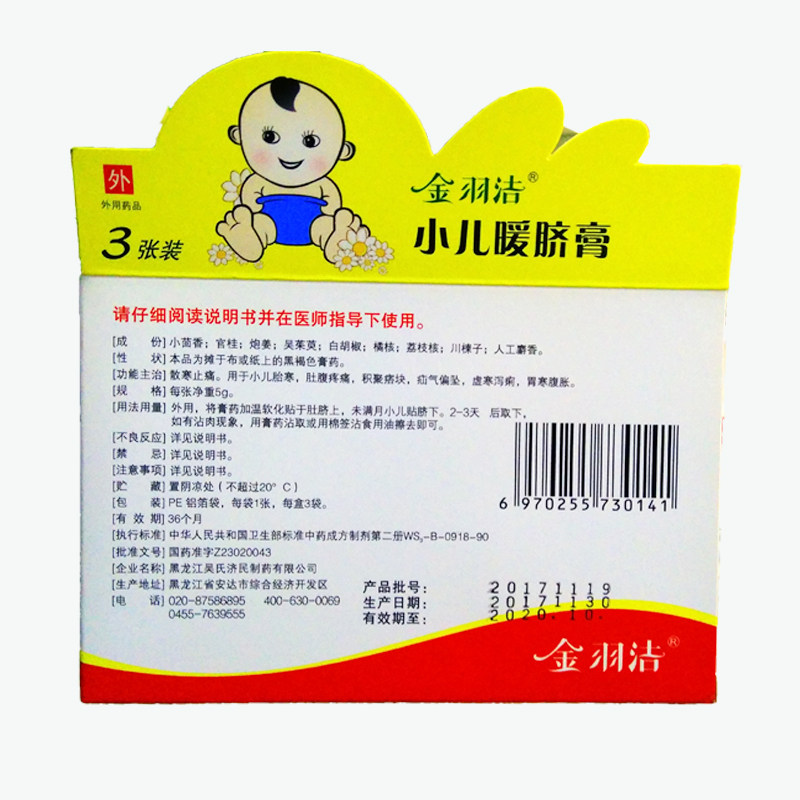 外
外用药品
3张装
金羽洁®
小儿暖脐膏
请仔细阅读说明书并在医师指导下使用。
[成 份] 小茴香；官桂；炮姜；吴茱萸；白胡椒；橘核；荔枝核；川楝子；人工麝香。
[性 状] 本品为摊于布或纸上的黑褐色膏药。
[功能主治] 散寒止痛。用于小儿胎寒，肚腹疼痛，积聚痞块，疝气偏坠，虚寒泻痢，胃寒腹胀。
[规 格] 每张净重5g。
[用法用量] 外用，将膏药加温软化贴于肚脐上，未满月小儿贴脐下。2-3天 后取下，
如有沾肉现象，用膏药沾取或用棉签沾食用油擦去即可。
[不良反应] 详见说明书。
[禁 忌] 详见说明书。
[注意事项] 详见说明书。
[贮 藏] 置阴凉处（不超过20°C）
[包 装] PE 铝箔袋，每袋1张，每盒3袋。
[有 效 期] 36个月
[执行标准] 中华人民共和国卫生部标准中药成方制剂第二册WS₃-B-0918-90
[批准文号] 国药准字Z23020043
[企业名称] 黑龙江吴氏济民制药有限公司
[生产地址] 黑龙江省安达市综合经济开发区
[电 话] 020-87586895 400-630-0069
0455-7639555
6 970255 730141
产品批号： 20171119
生产日期： 20171130
有效期至： 2020.10.
金羽洁®